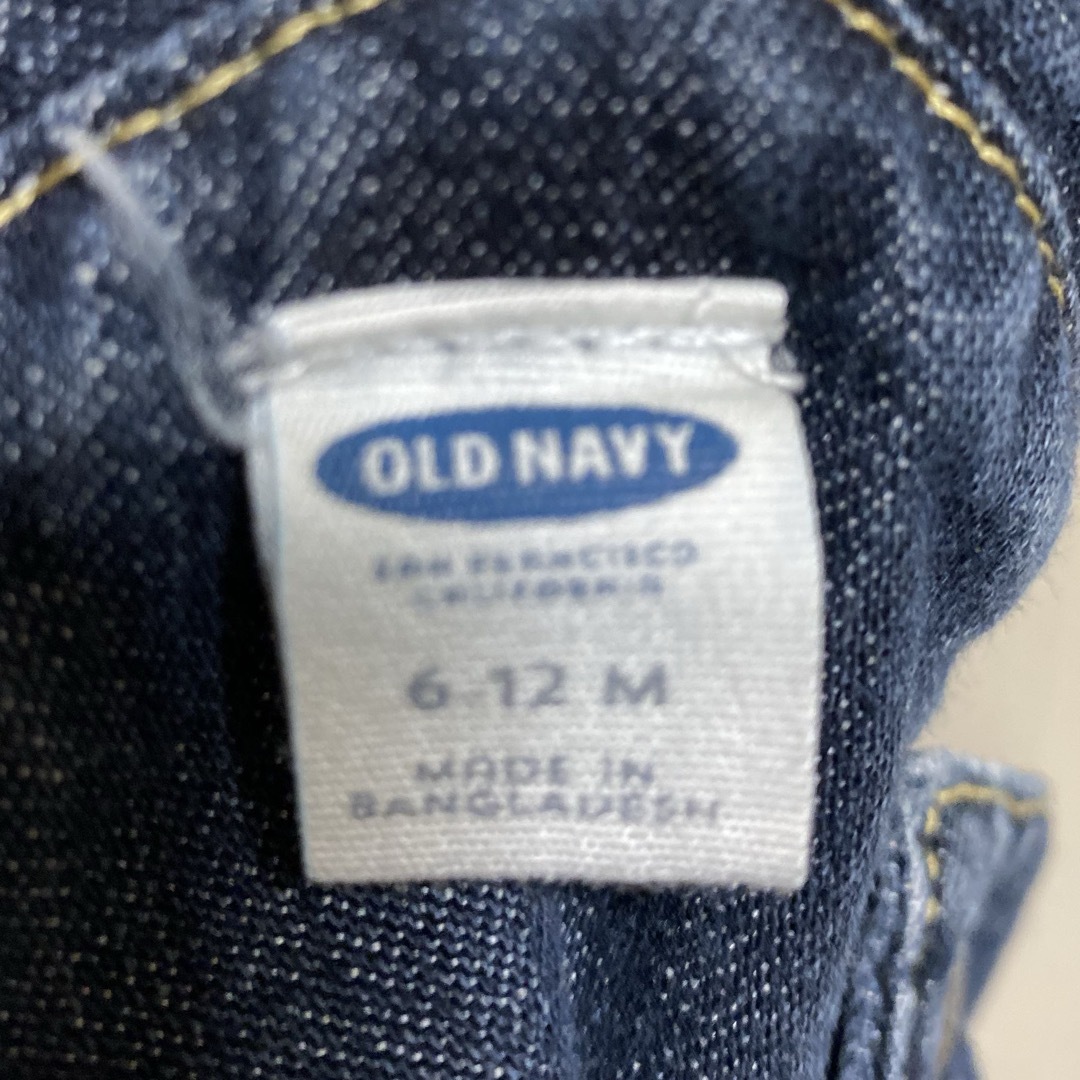 OLD NAVY
SAN FRANCISCO
CALIFORNIA
6-12 M
MADE IN
BANGLADESH